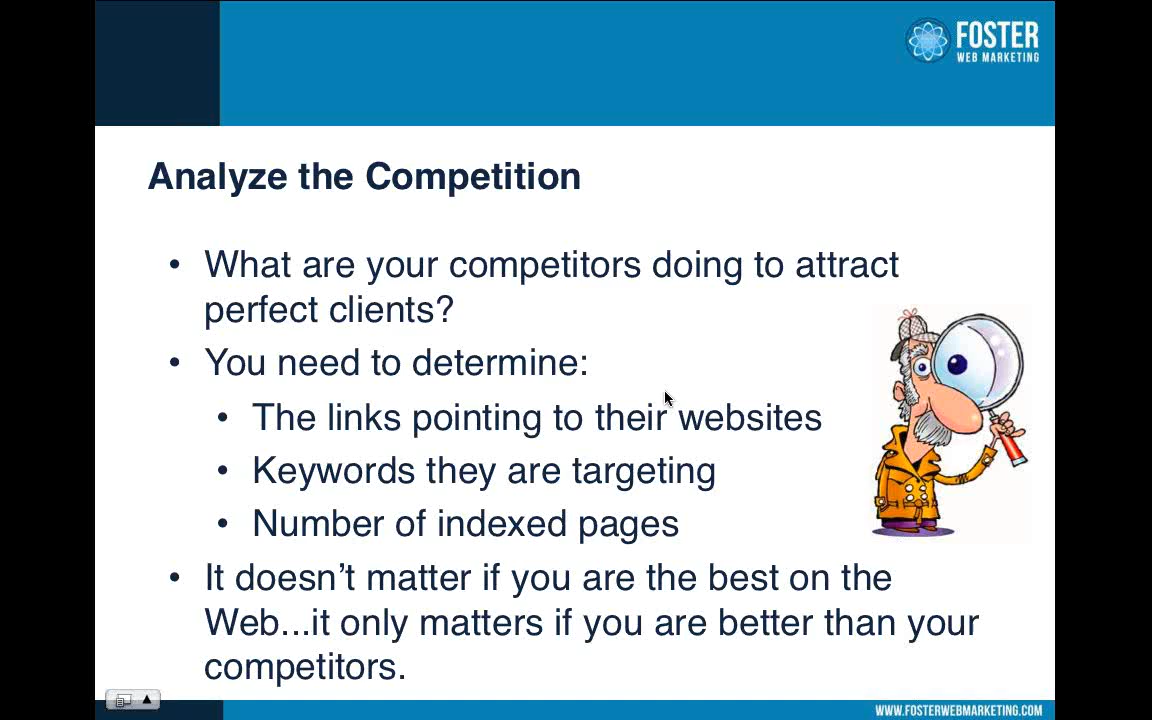 FOSTER
WEB MARKETING
Analyze the Competition
• What are your competitors doing to attract
perfect clients?
• You need to determine:
• The links pointing to their websites
• Keywords they are targeting
• Number of indexed pages
• It doesn’t matter if you are the best on the
Web...it only matters if you are better than your
competitors.
WWW.FOSTERWEBMARKETING.COM